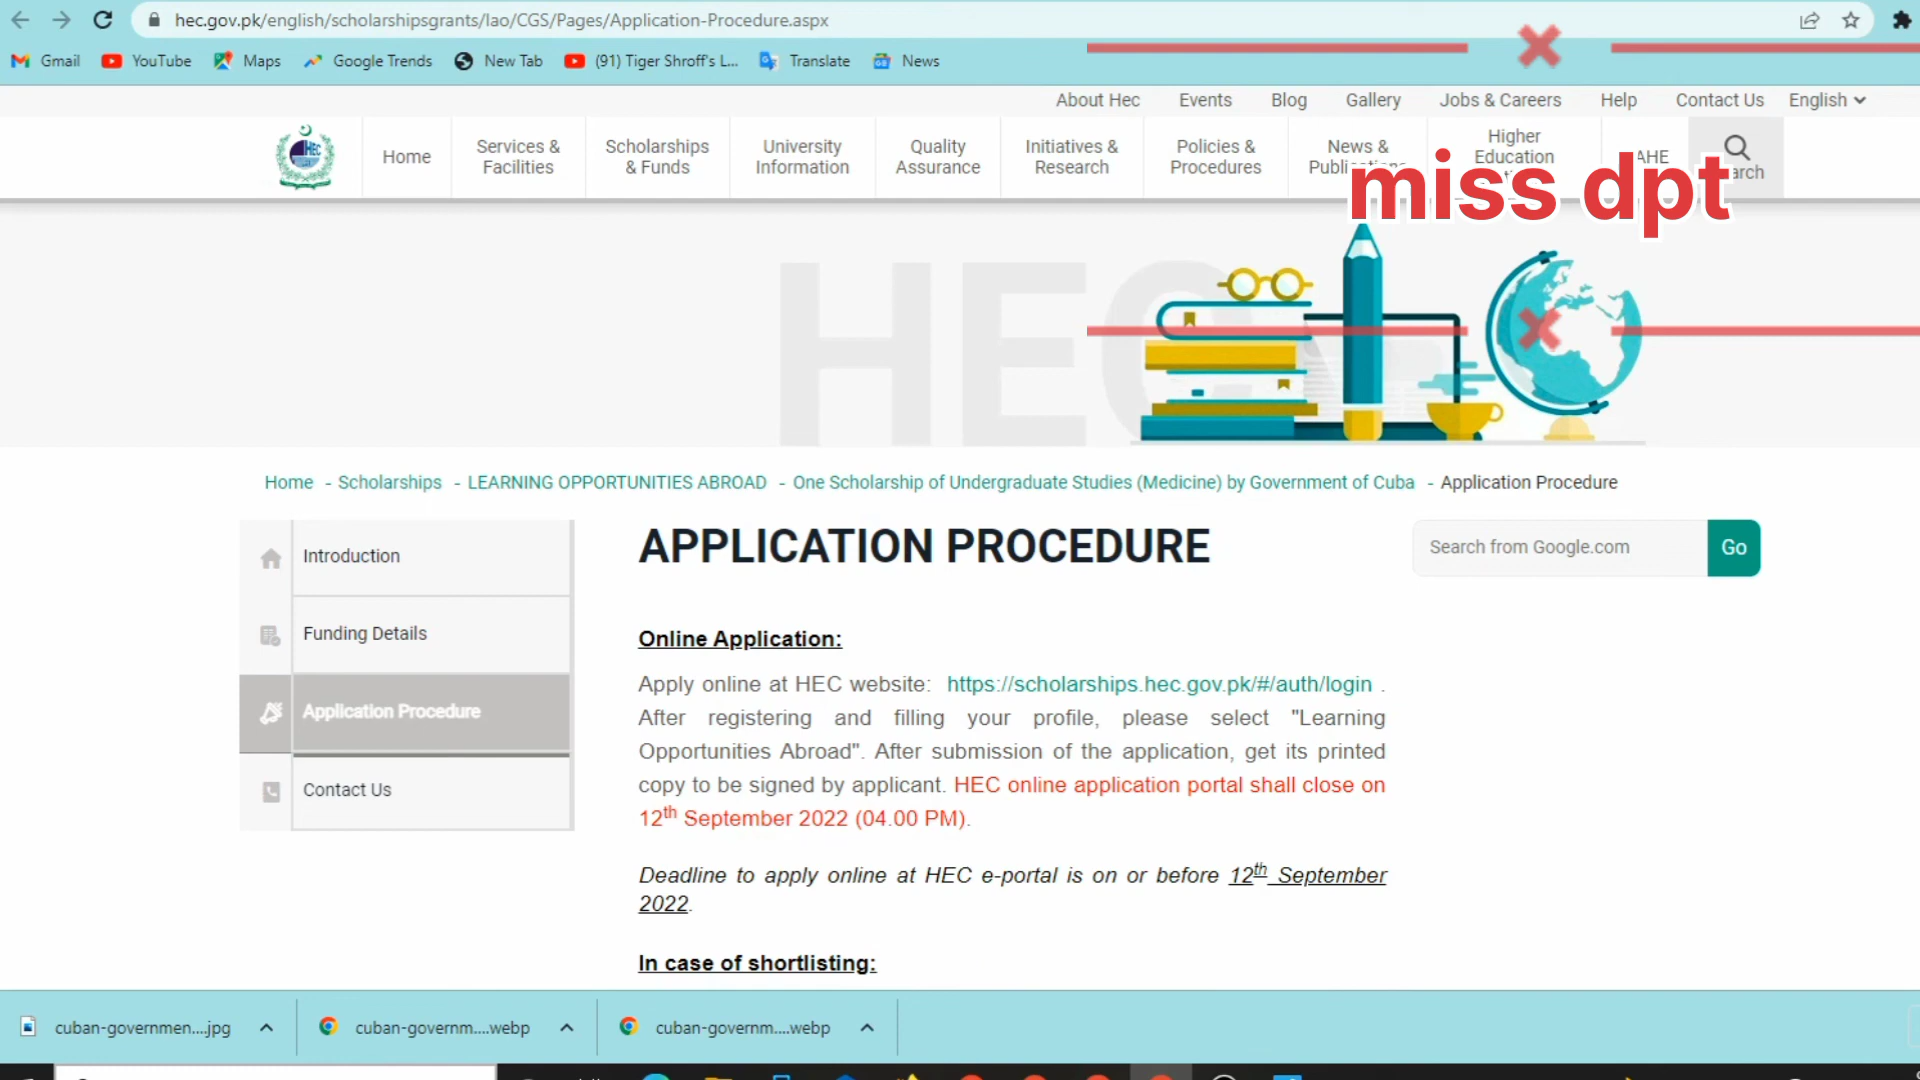 hec.gov.pk/english/scholarshipsgrants/lao/CGS/Pages/Application-Procedure.aspx
Gmail YouTube Maps Google Trends New Tab (91) Tiger Shroff's L... Translate News
About Hec Events Blog Gallery Jobs & Careers Help Contact Us English
HEC
Home
Services &
Facilities
Scholarships
& Funds
University
Information
Quality
Assurance
Initiatives &
Research
Policies &
Procedures
News &
Higher
Education
miss dpt
HEC
Home - Scholarships - LEARNING OPPORTUNITIES ABROAD - One Scholarship of Undergraduate Studies (Medicine) by Government of Cuba - Application Procedure
Introduction
Funding Details
Application Procedure
Contact Us
APPLICATION PROCEDURE
Search from Google.com Go
Online Application:
Apply online at HEC website: https://scholarships.hec.gov.pk/#/auth/login .
After registering and filling your profile, please select "Learning
Opportunities Abroad". After submission of the application, get its printed
copy to be signed by applicant. HEC online application portal shall close on
12th September 2022 (04.00 PM).
Deadline to apply online at HEC e-portal is on or before 12th September
2022.
In case of shortlisting:
cuban-governmen....jpg cuban-governm....webp cuban-governm....webp